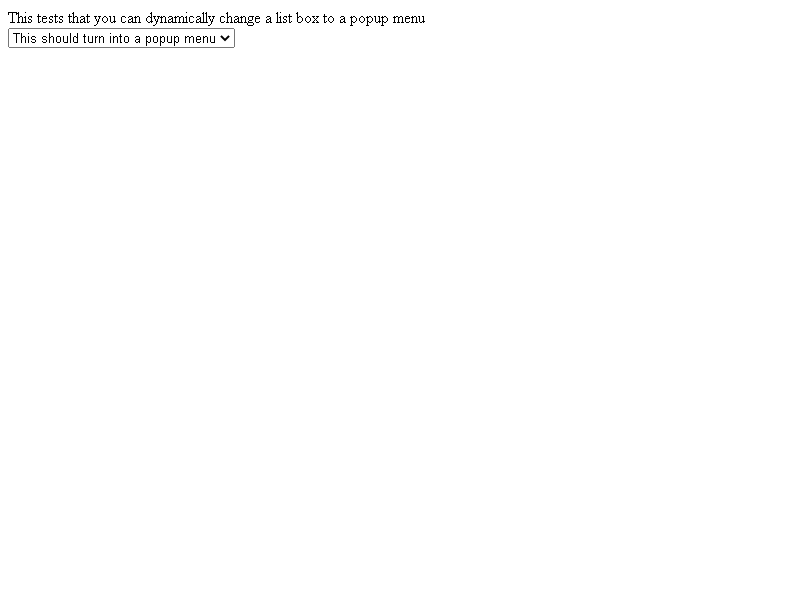 This tests that you can dynamically change a list box to a popup menu
This should turn into a popup menu